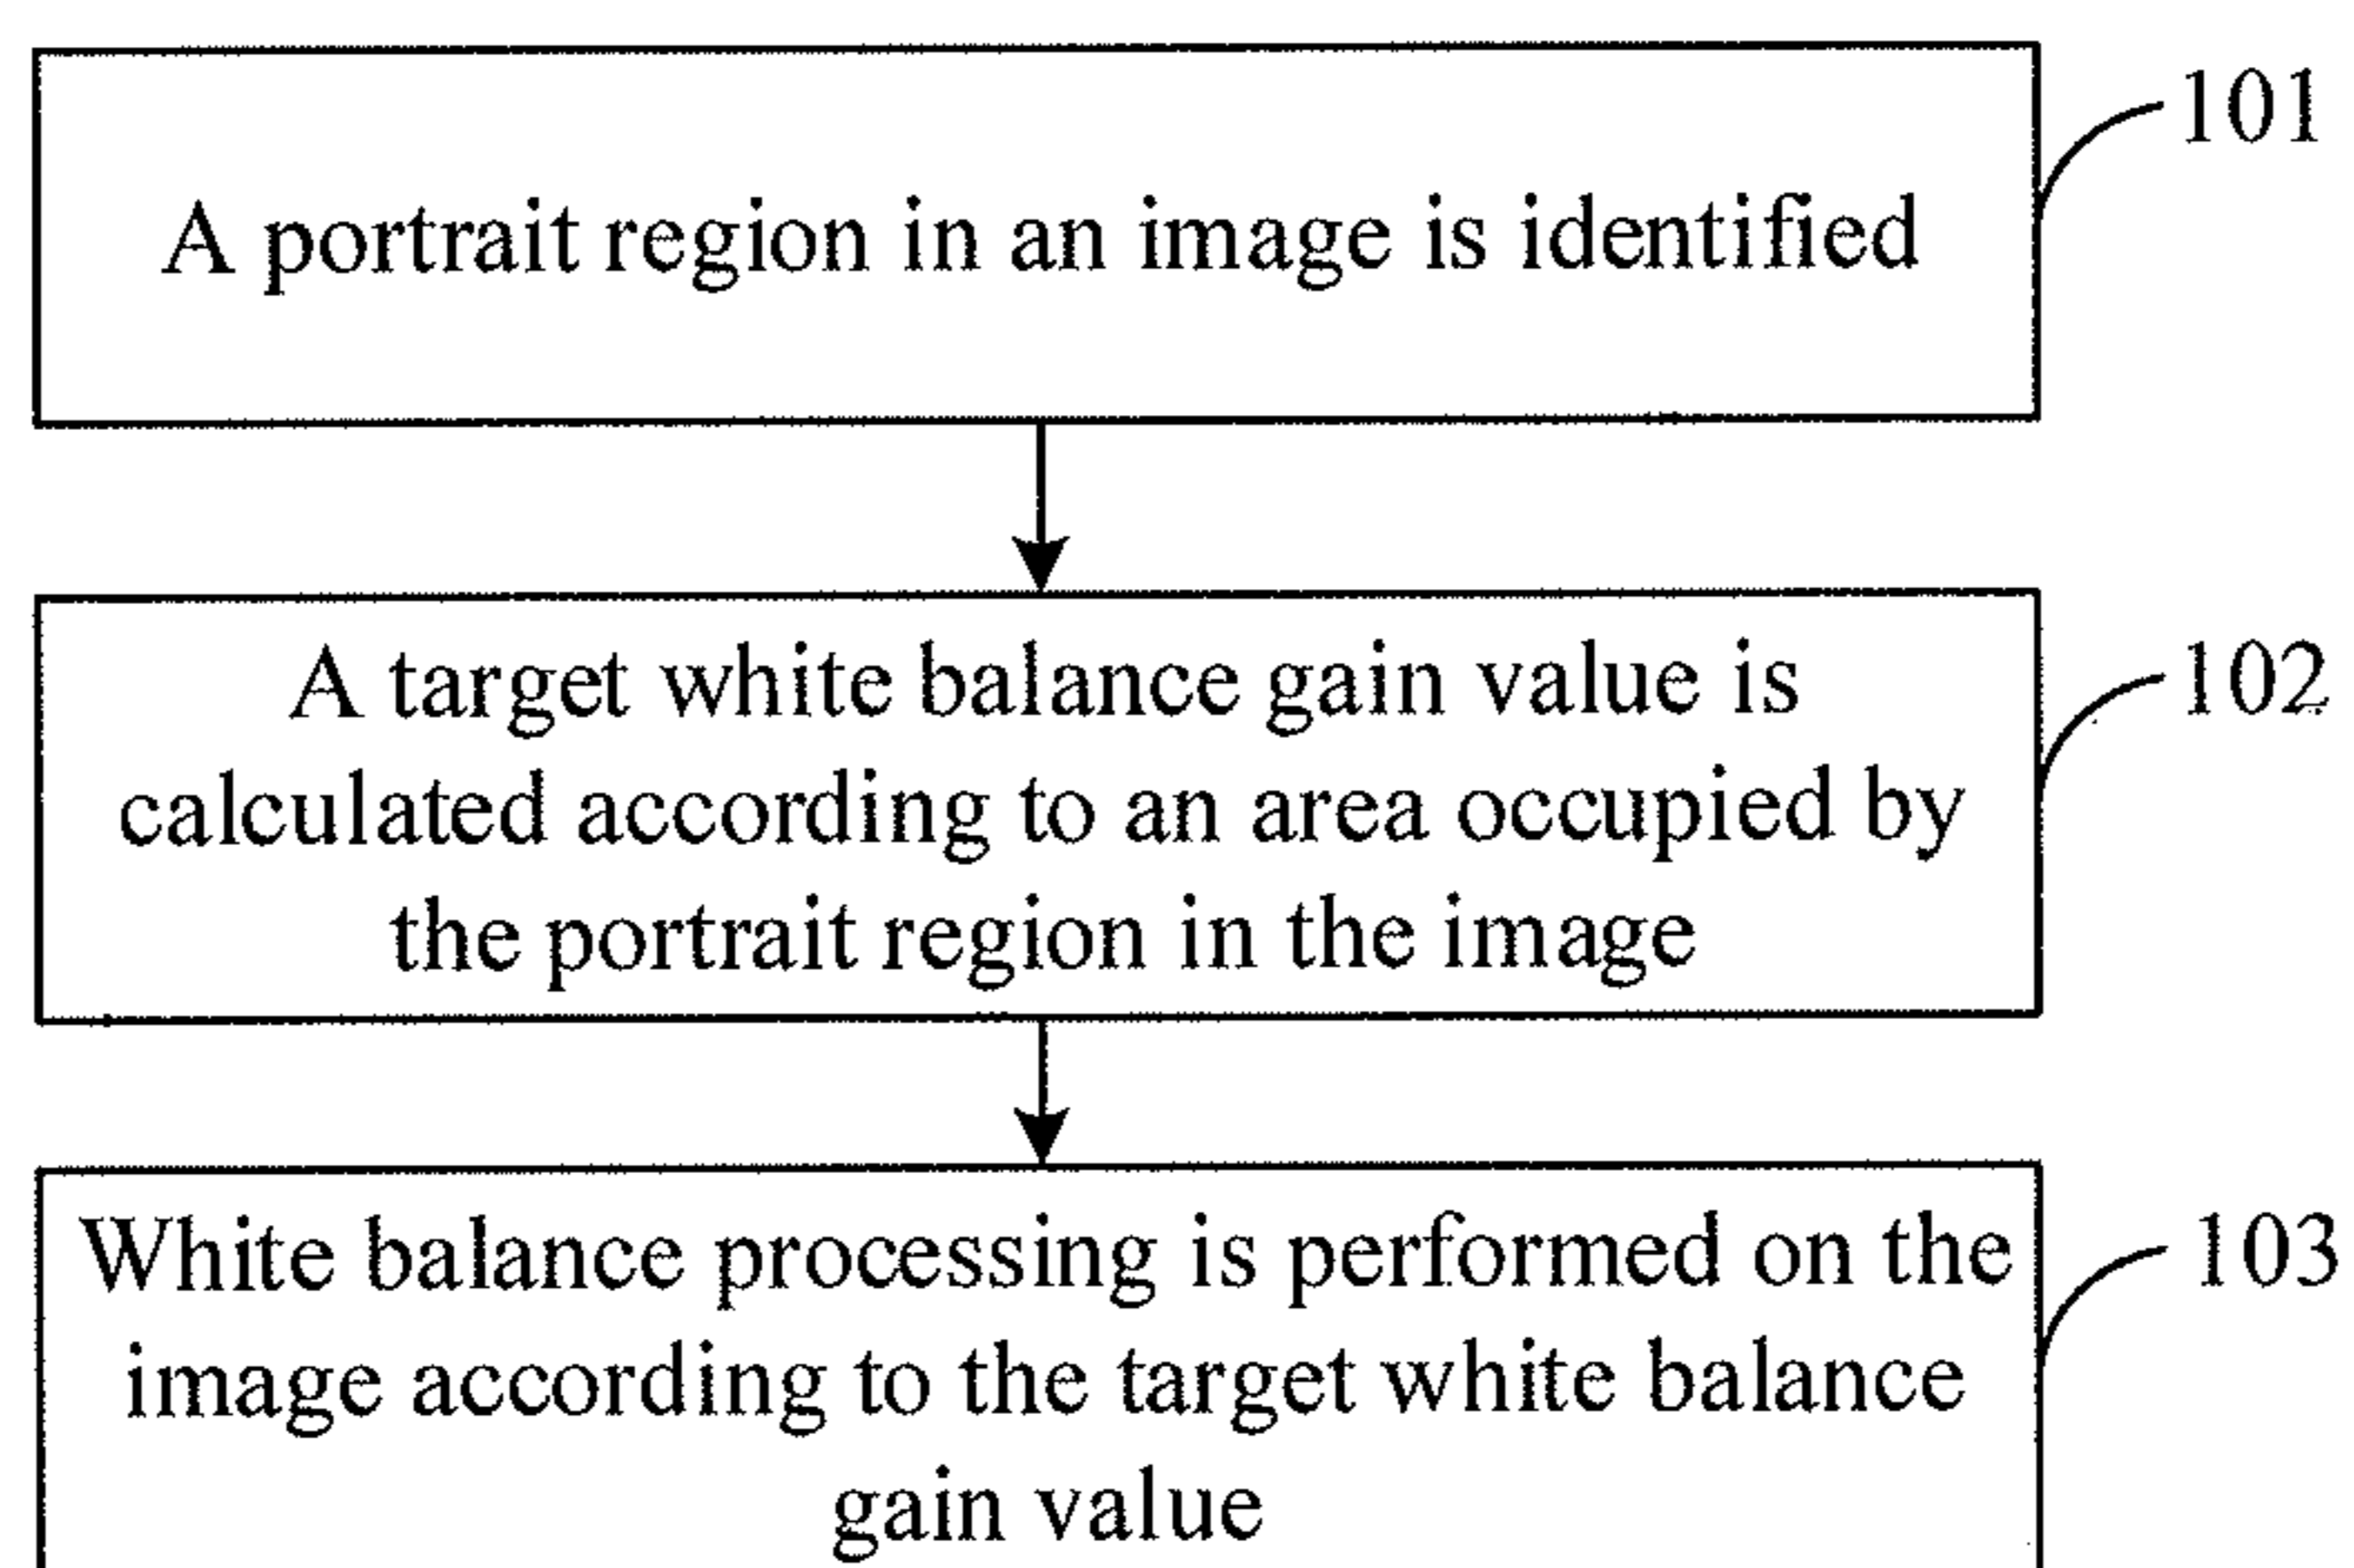 101
A portrait region in an image is identified
A target white balance gain value is
102
calculated according to an area occupied by
the portrait region in the image
White balance processing is performed on the
103
image according to the target white balance
gain value